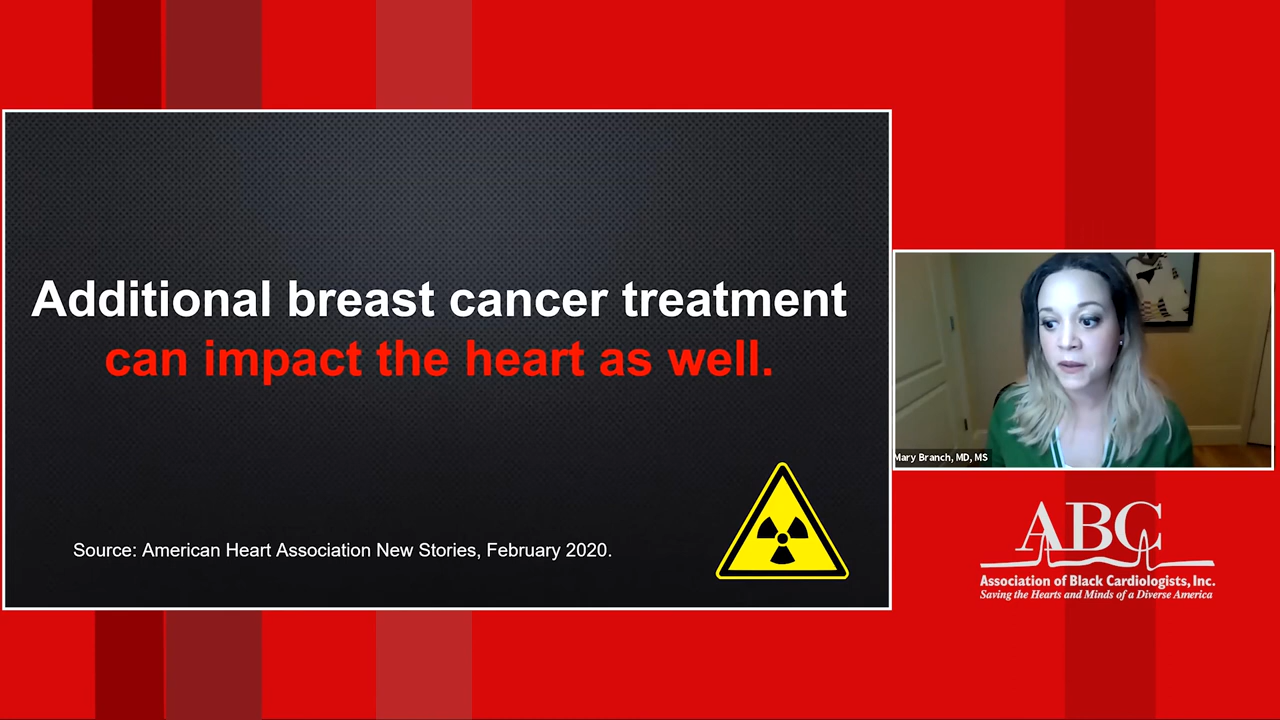 Additional breast cancer treatment
can impact the heart as well.
Source: American Heart Association New Stories, February 2020.
Mary Branch, MD, MS
ABC
Association of Black Cardiologists, Inc.
Saving the Hearts and Minds of a Diverse America